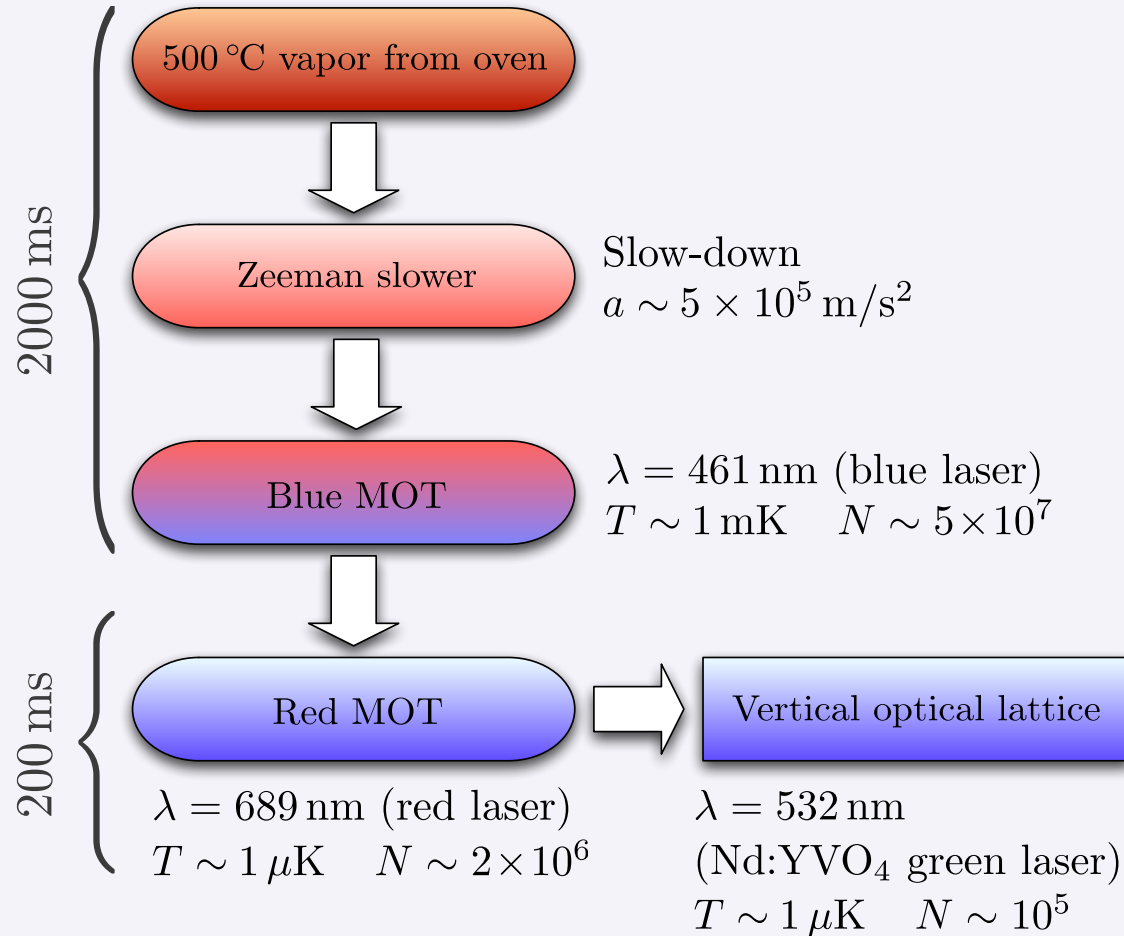 500 °C vapor from oven
2000 ms
Zeeman slower
Slow-down
a ∼ 5 × 10⁵ m/s²
Blue MOT
λ = 461 nm (blue laser)
T ∼ 1 mK N ∼ 5×10⁷
200 ms
Red MOT
λ = 689 nm (red laser)
T ∼ 1 μK N ∼ 2×10⁶
Vertical optical lattice
λ = 532 nm
(Nd:YVO₄ green laser)
T ∼ 1 μK N ∼ 10⁵